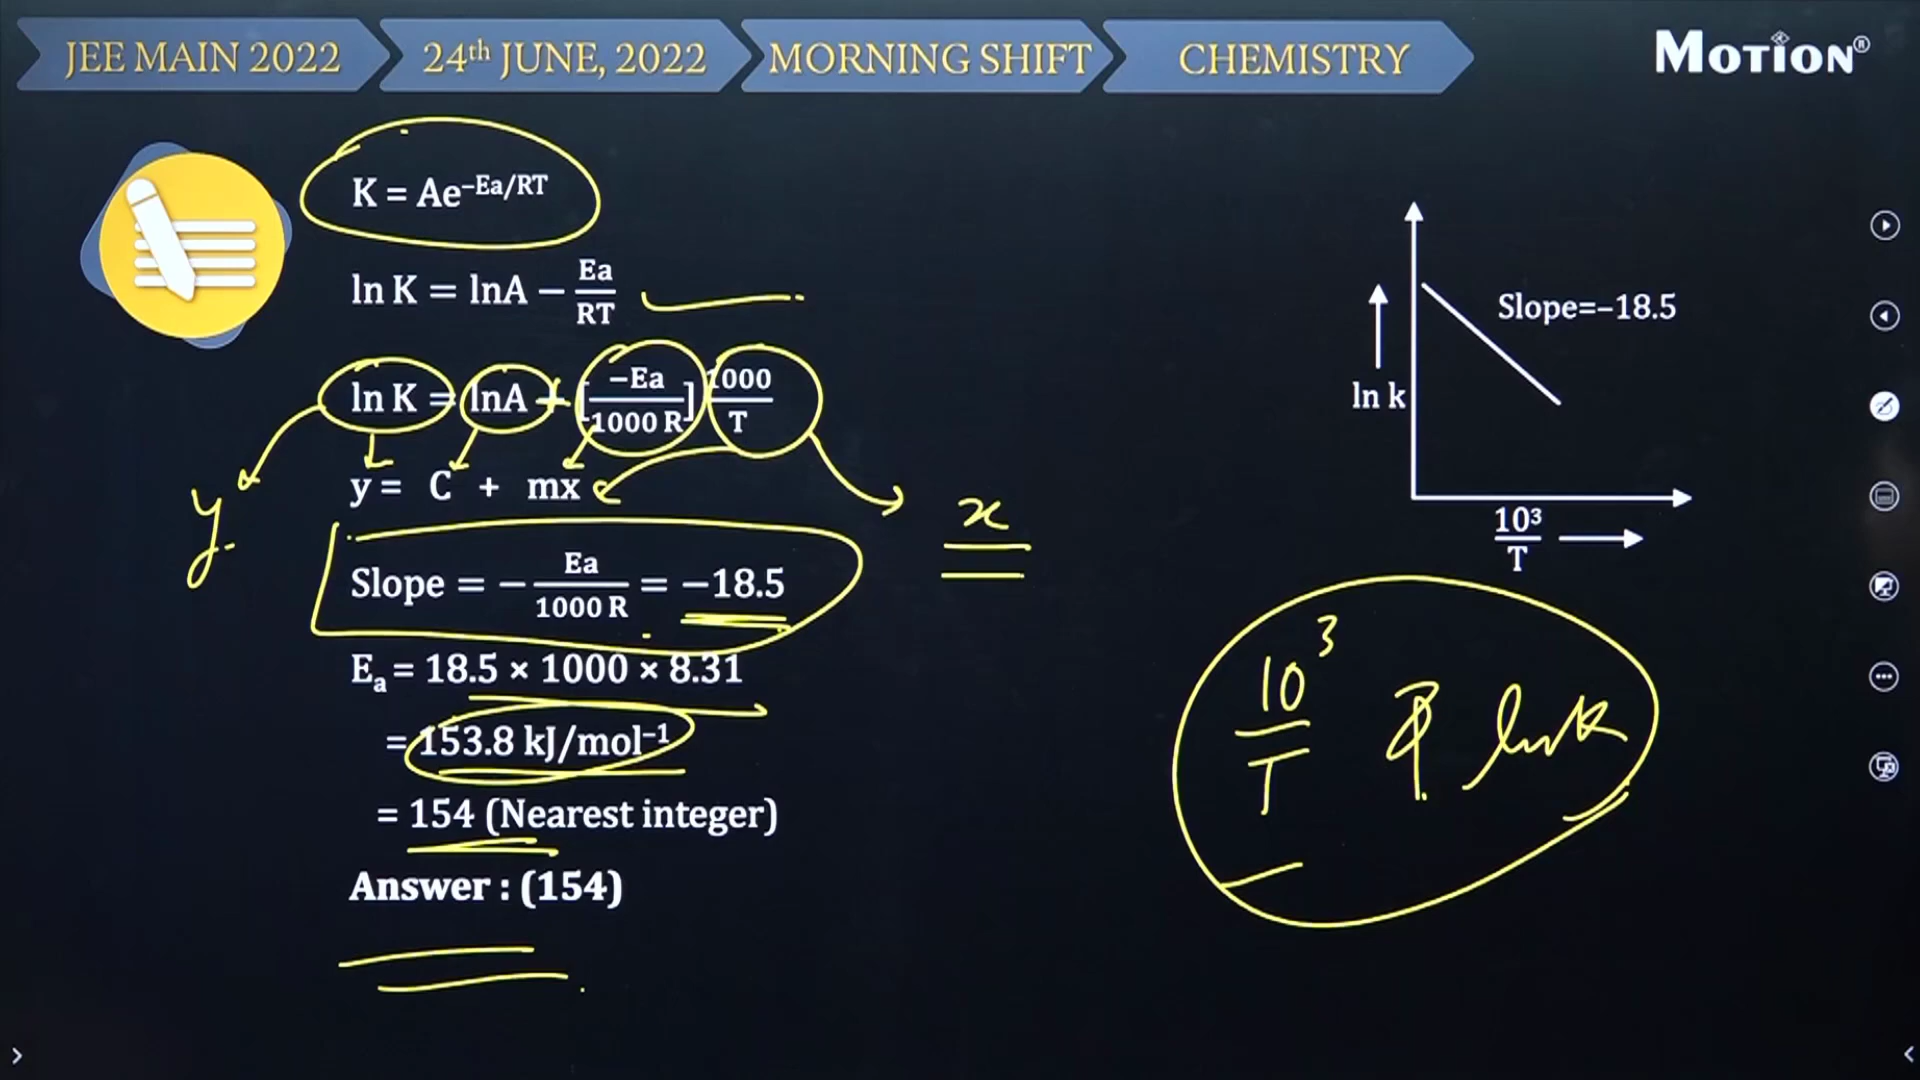 JEE MAIN 2022 24th JUNE, 2022 MORNING SHIFT CHEMISTRY MOTION®
K = Ae^–Ea/RT
ln K = lnA − Ea/RT
ln K = lnA + [−Ea/1000 R] 1000/T
y = C + mx
y
x
Slope = − Ea/1000 R = −18.5
Ea = 18.5 × 1000 × 8.31
= 153.8 kJ/mol⁻¹
= 154 (Nearest integer)
Answer : (154)
Slope=–18.5
ln k
10³/T
10³/T ln k